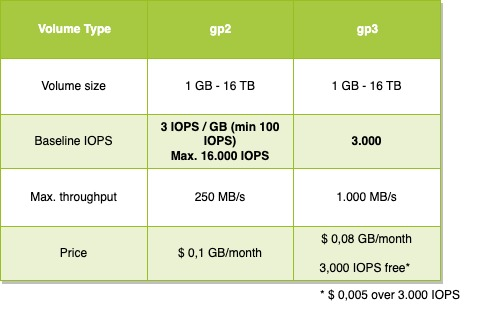 Volume Type gp2 gp3
Volume size 1 GB - 16 TB 1 GB - 16 TB
Baseline IOPS 3 IOPS / GB (min 100
IOPS)
Max. 16.000 IOPS 3.000
Max. throughput 250 MB/s 1.000 MB/s
Price $ 0,1 GB/month $ 0,08 GB/month
3,000 IOPS free*
* $ 0,005 over 3.000 IOPS